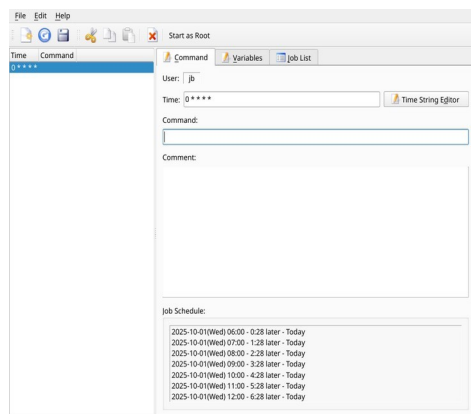 File Edit Help
Start as Root
Time Command
0 * * * *
Command Variables Job List
User: jb
Time: 0 * * * * Time String Editor
Command:
Comment:
Job Schedule:
2025-10-01(Wed) 06:00 - 0:28 later - Today
2025-10-01(Wed) 07:00 - 1:28 later - Today
2025-10-01(Wed) 08:00 - 2:28 later - Today
2025-10-01(Wed) 09:00 - 3:28 later - Today
2025-10-01(Wed) 10:00 - 4:28 later - Today
2025-10-01(Wed) 11:00 - 5:28 later - Today
2025-10-01(Wed) 12:00 - 6:28 later - Today